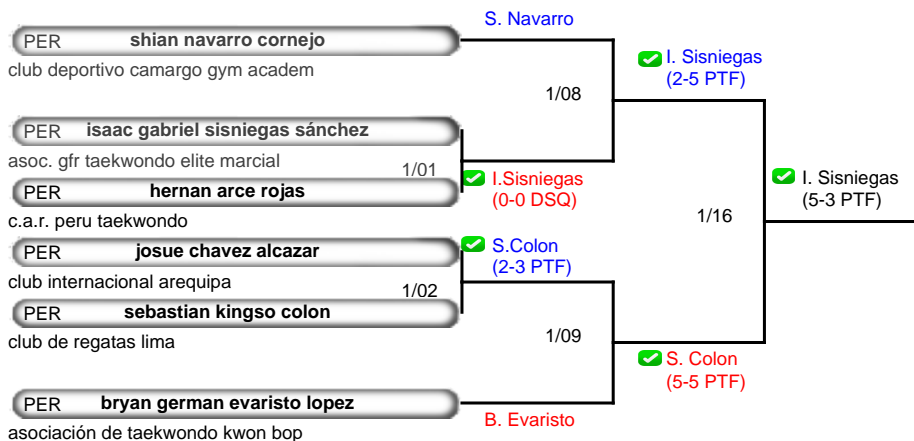 S. Navarro
PER shian navarro cornejo
club deportivo camargo gym academ
I. Sisniegas
(2-5 PTF)
1/08
PER isaac gabriel sisniegas sánchez
asoc. gfr taekwondo elite marcial
1/01
I.Sisniegas
(0-0 DSQ)
PER hernan arce rojas
c.a.r. peru taekwondo
I. Sisniegas
(5-3 PTF)
1/16
PER josue chavez alcazar
club internacional arequipa
S.Colon
(2-3 PTF)
1/02
PER sebastian kingso colon
club de regatas lima
1/09
S. Colon
(5-5 PTF)
PER bryan german evaristo lopez
asociación de taekwondo kwon bop
B. Evaristo